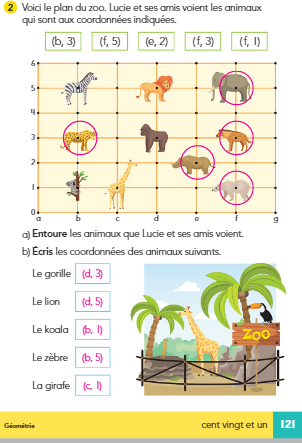 2 Voici le plan du zoo. Lucie et ses amis voient les animaux
qui sont aux coordonnées indiquées.
(b, 3) (f, 5) (e, 2) (f, 3) (f, 1)
6
5
4
3
2
1
0
a b c d e f g
a) Entoure les animaux que Lucie et ses amis voient.
b) Écris les coordonnées des animaux suivants.
Le gorille (d, 3)
Le lion (d, 5)
Le koala (b, 1)
Le zèbre (b, 5)
La girafe (c, 1)
ZOO
Géométrie cent vingt et un 121